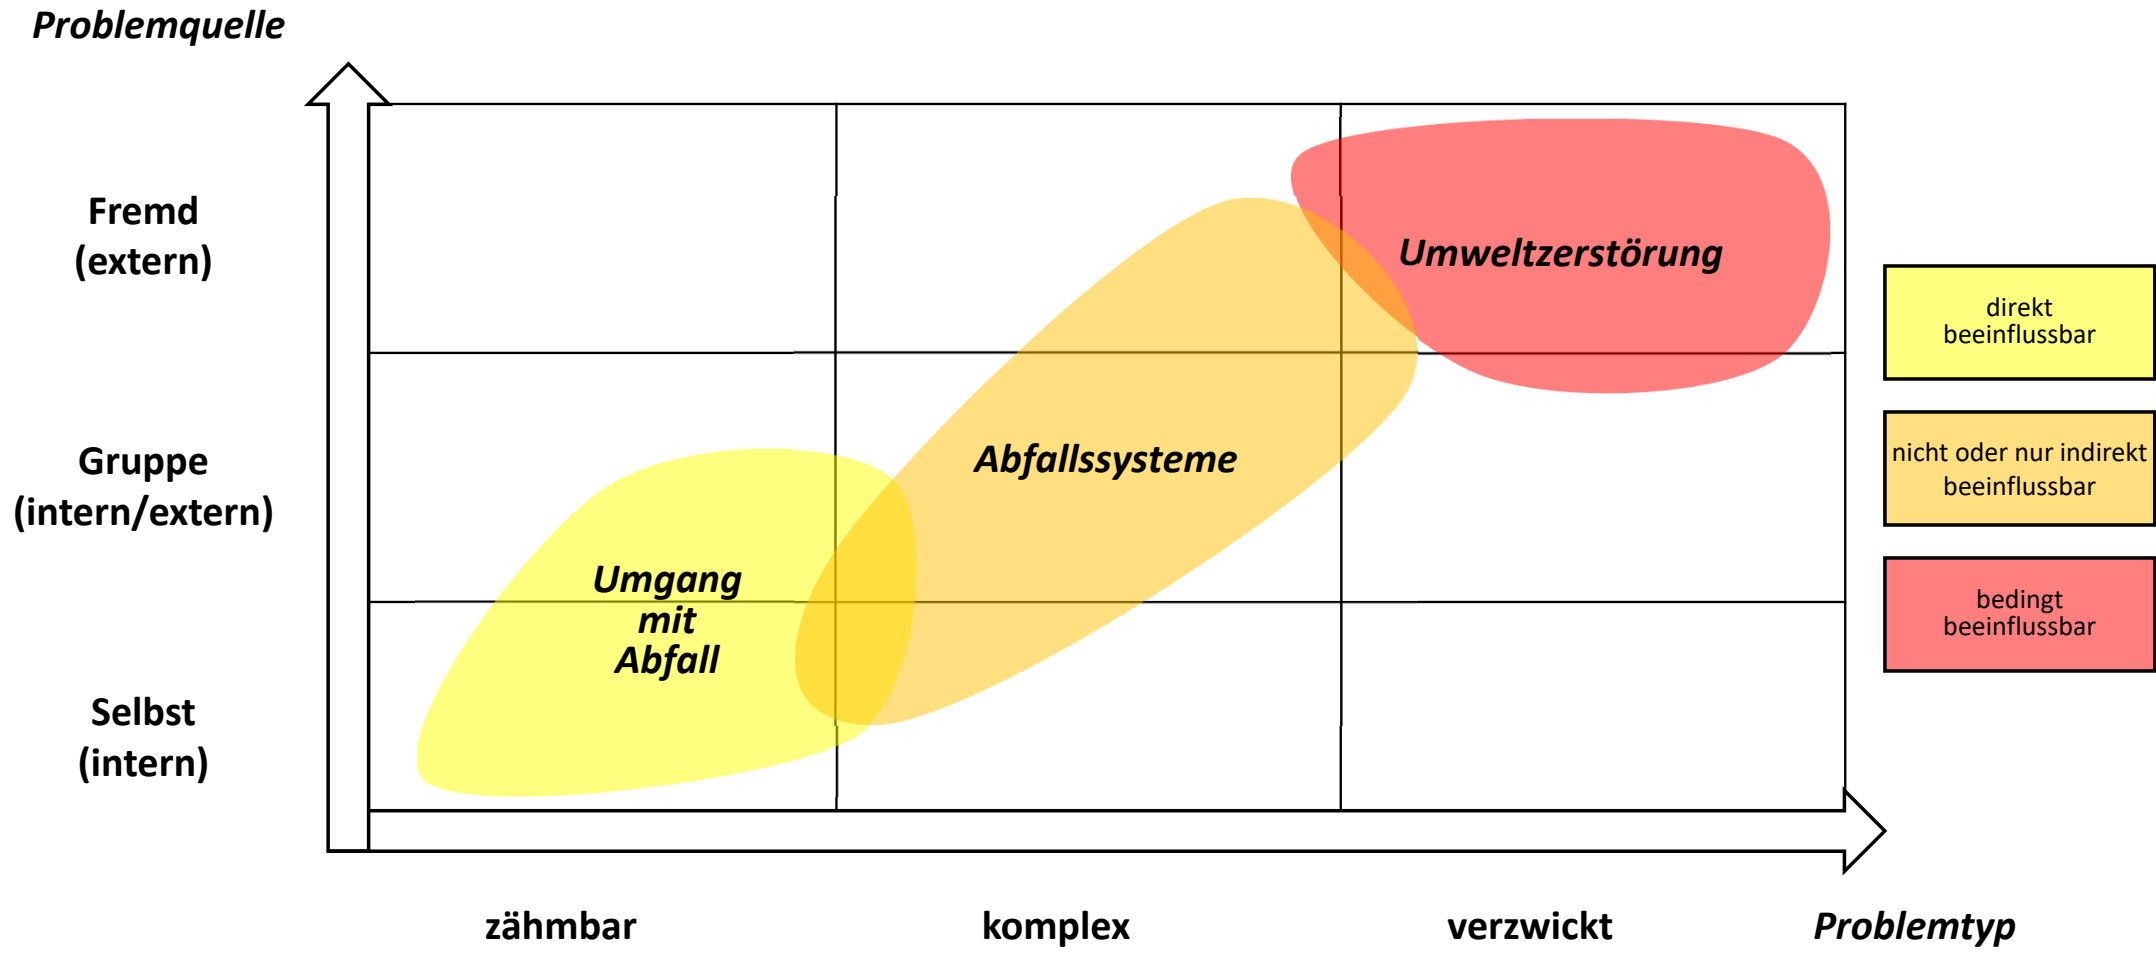 Problemquelle
Fremd
(extern)
Umweltzerstörung
direkt
beeinflussbar
Gruppe
(intern/extern)
Abfallssysteme
nicht oder nur indirekt
beeinflussbar
Umgang
mit
Abfall
bedingt
beeinflussbar
Selbst
(intern)
zähmbar
komplex
verzwickt
Problemtyp